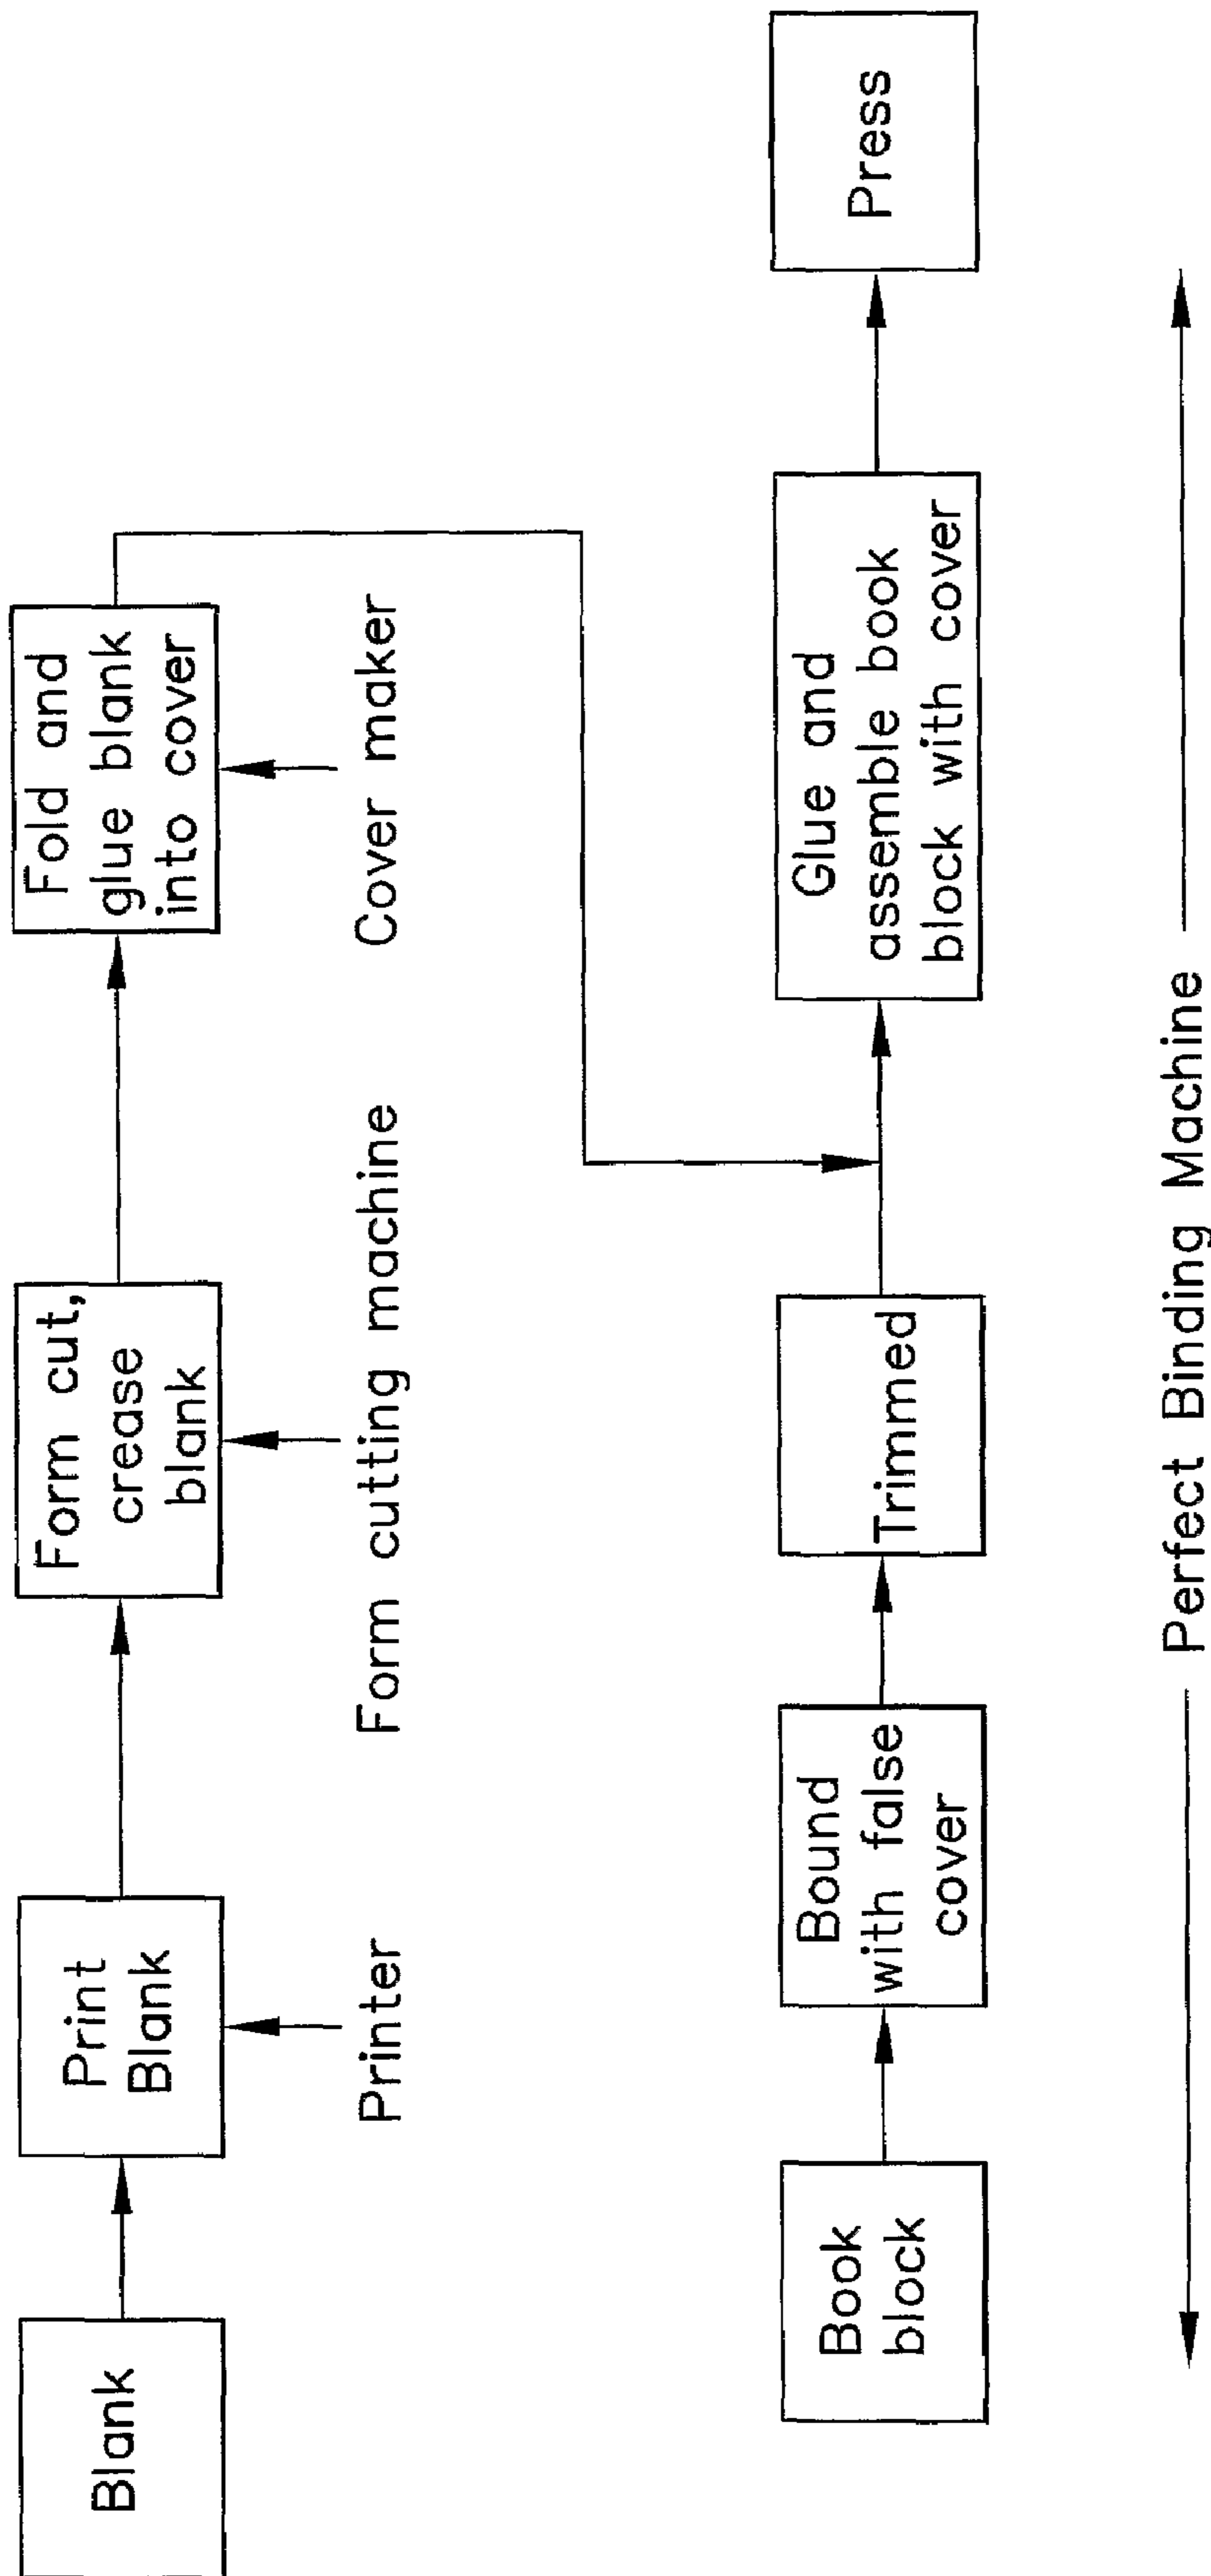 Blank
Print
Blank
Form cut,
crease
blank
Fold and
glue blank
into cover
Printer
Form cutting machine
Cover maker
Book
block
Bound
with false
cover
Trimmed
Glue and
assemble book
block with cover
Press
Perfect Binding Machine